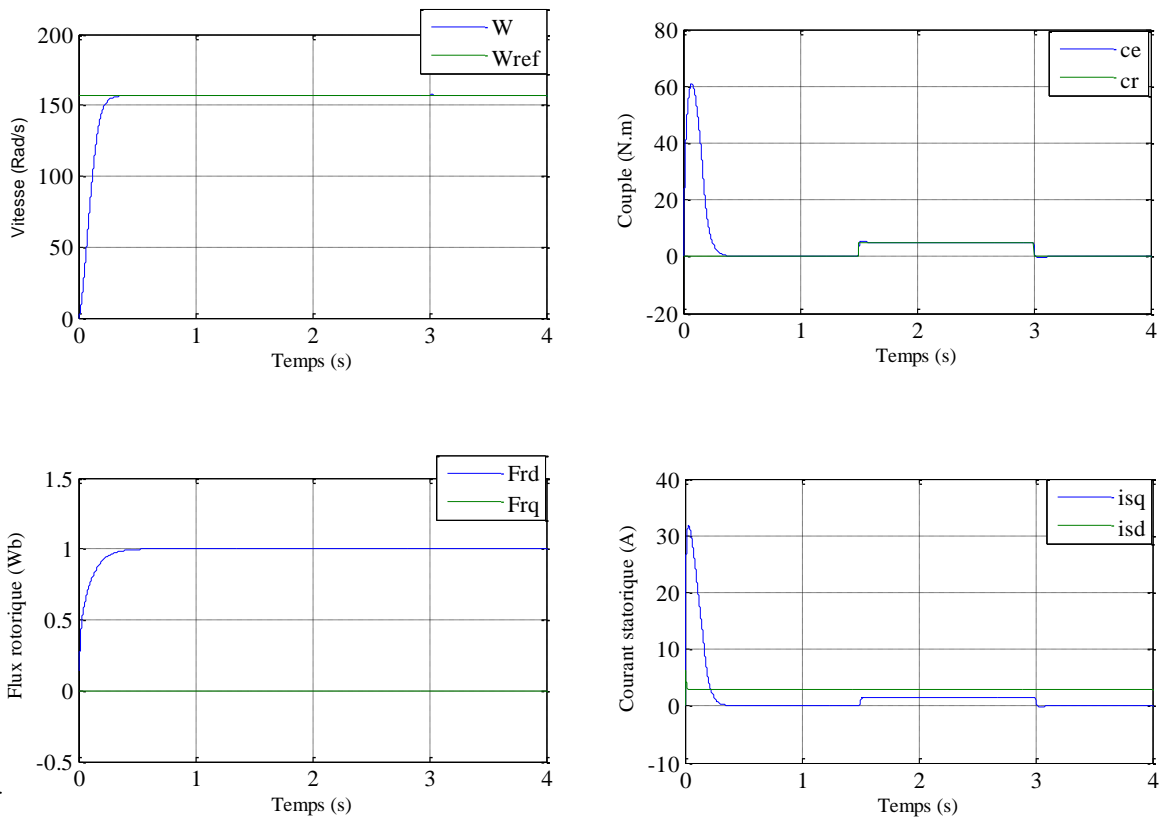 W
Wref
200
150
100
50
0
Vitesse (Rad/s)
0 1 2 3 4
Temps (s)
ce
cr
80
60
40
20
0
-20
Couple (N.m)
0 1 2 3 4
Temps (s)
Frd
Frq
1.5
1
0.5
0
-0.5
Flux rotorique (Wb)
0 1 2 3 4
Temps (s)
isq
isd
40
30
20
10
0
-10
Courant statorique (A)
0 1 2 3 4
Temps (s)